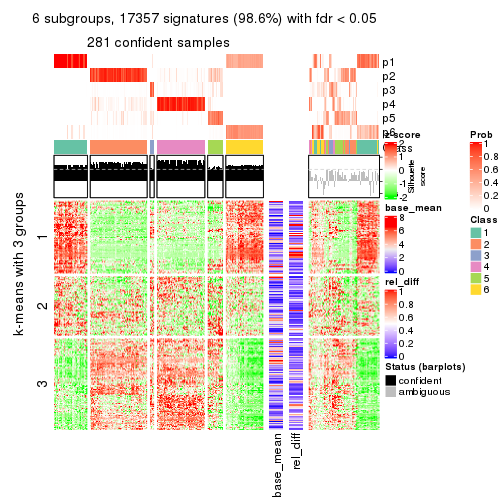 6 subgroups, 17357 signatures (98.6%) with fdr < 0.05
281 confident samples
p1
p2
p3
p4
p5
p6
Class
z-score
2
1
0
-1
-2
Silhouette
score
Prob
1
0.8
0.6
0.4
0.2
0
Class
1
2
3
4
5
6
base_mean
8
6
4
2
0
rel_diff
1
0.8
0.6
0.4
0.2
0
Status (barplots)
confident
ambiguous
k-means with 3 groups
1
2
3
base_mean
rel_diff